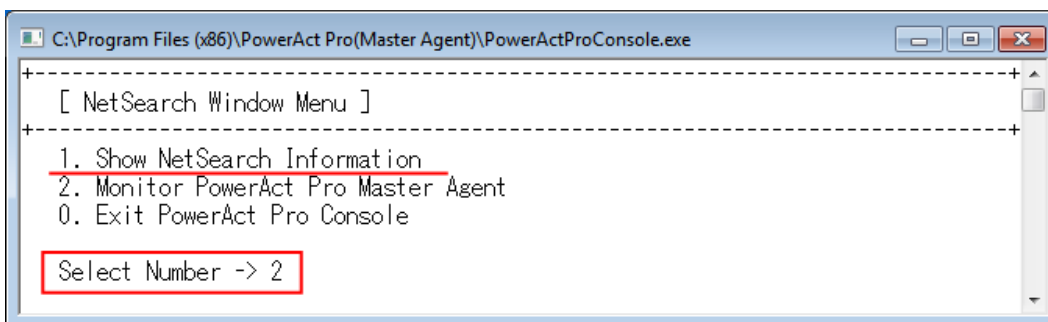 C:\Program Files (x86)\PowerAct Pro(Master Agent)\PowerActProConsole.exe
[ NetSearch Window Menu ]
1. Show NetSearch Information
2. Monitor PowerAct Pro Master Agent
0. Exit PowerAct Pro Console
Select Number -> 2